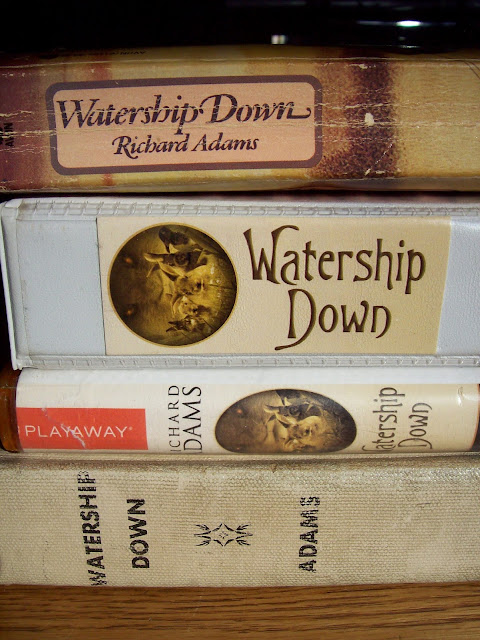 Watership Down
Richard Adams
Watership
Down
PLAYAWAY®
RICHARD
ADAMS
Watership
Down
WATERSHIP
DOWN
ADAMS